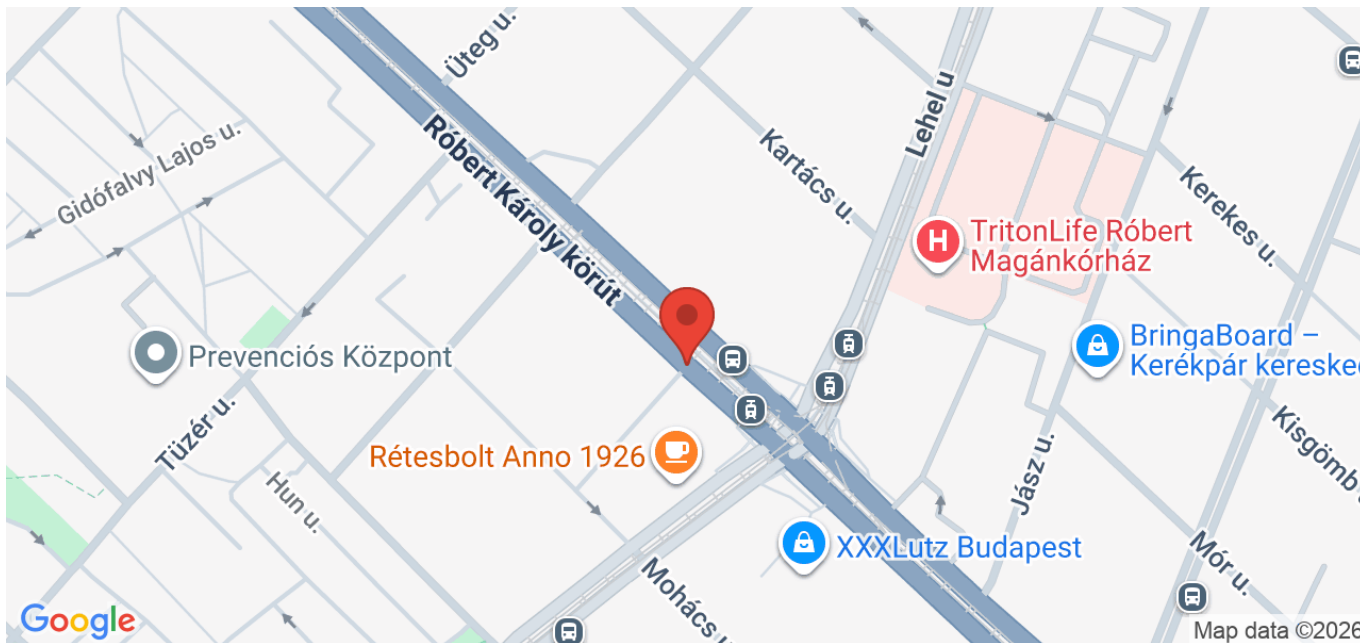 Üteg u.
Róbert Károly körút
Gidófalvy Lajos u.
Lehel u
Kartács u.
Kerekes u.
TritonLife Róbert
Magánkórház
BringaBoard –
Kerékpár keresked
Prevenciós Központ
Tüzér u.
Rétesbolt Anno 1926
Hun u.
Jász u.
Kisgömb u
XXXLutz Budapest
Mór u.
Mohács u
Google
Map data ©2026